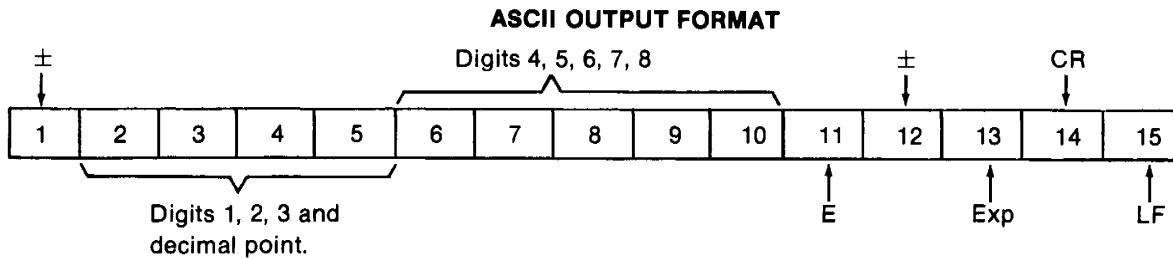 ASCII OUTPUT FORMAT
± Digits 4, 5, 6, 7, 8 ± CR
1 2 3 4 5 6 7 8 9 10 11 12 13 14 15
E Exp LF
Digits 1, 2, 3 and
decimal point.